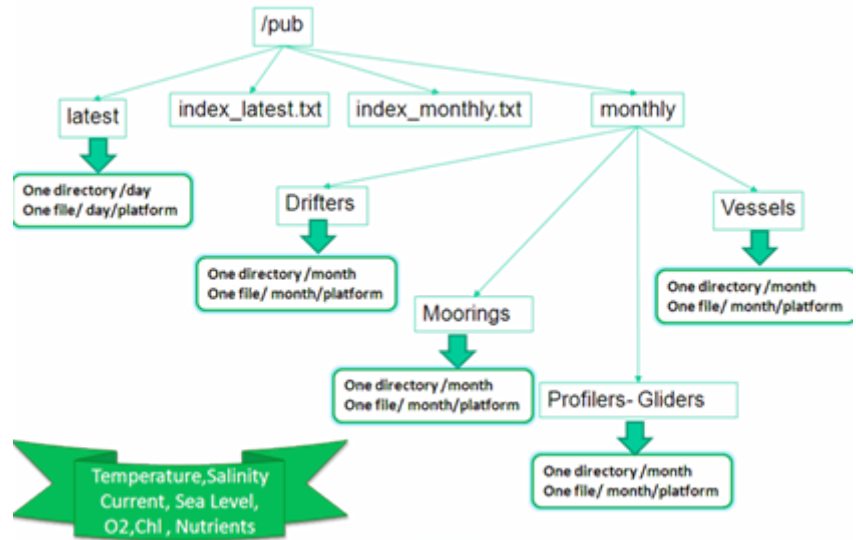 /pub
latest
index_latest.txt
index_monthly.txt
monthly
One directory /day
One file/ day/platform
Drifters
Vessels
One directory /month
One file/ month/platform
One directory /month
One file/ month/platform
Moorings
One directory /month
One file/ month/platform
Profilers- Gliders
One directory /month
One file/ month/platform
Temperature,Salinity
Current, Sea Level,
O2,Chl , Nutrients